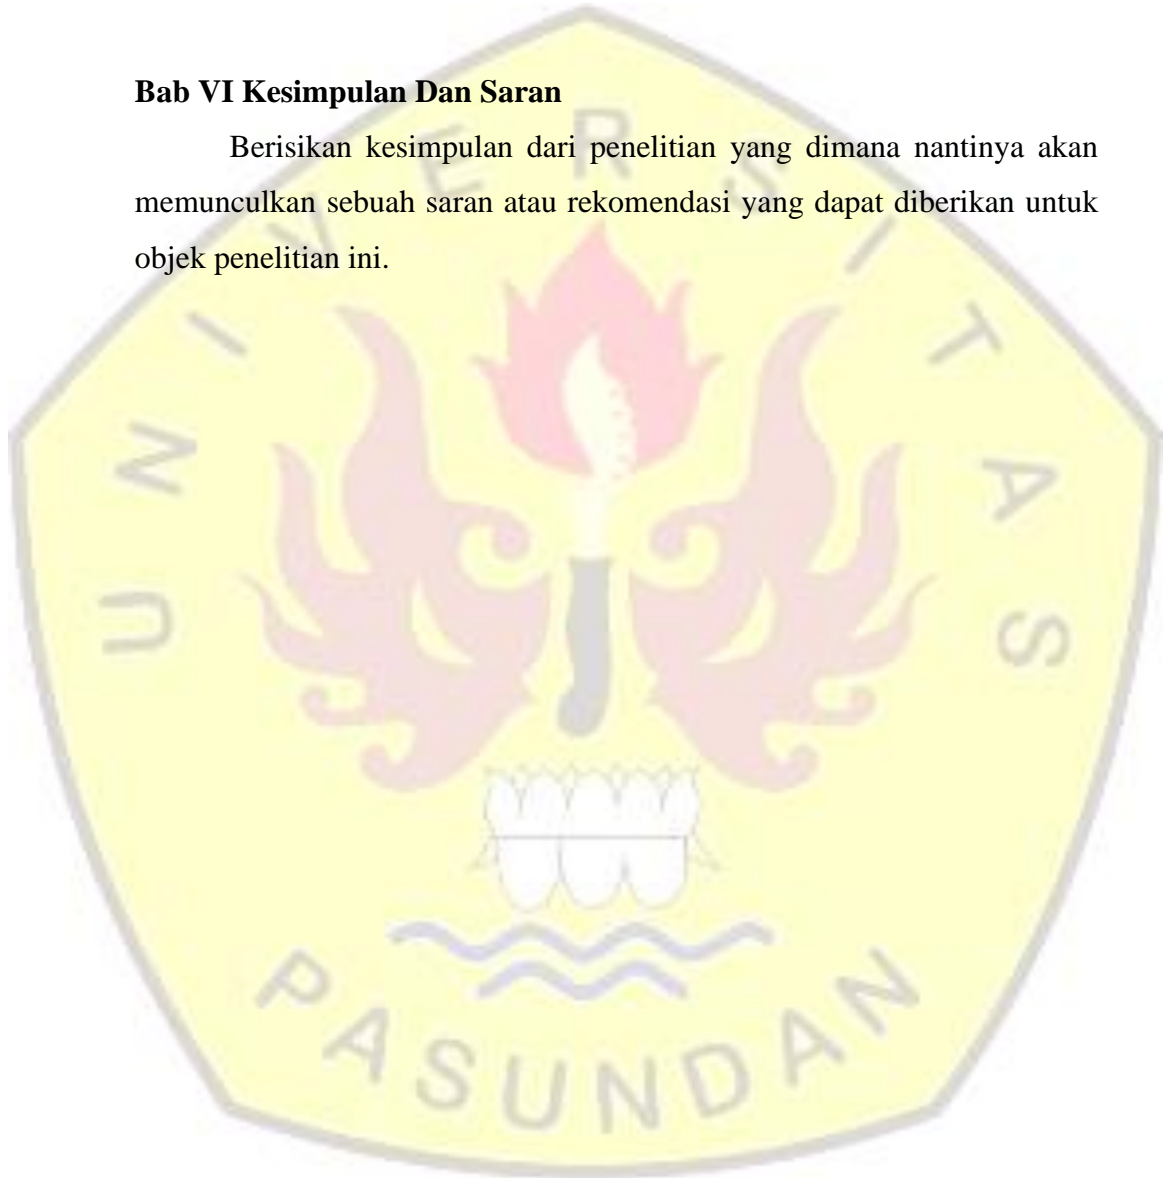 Bab VI Kesimpulan Dan Saran
Berisikan kesimpulan dari penelitian yang dimana nantinya akan
memunculkan sebuah saran atau rekomendasi yang dapat diberikan untuk
objek penelitian ini.
UNIVERSITAS
PASUNDAN